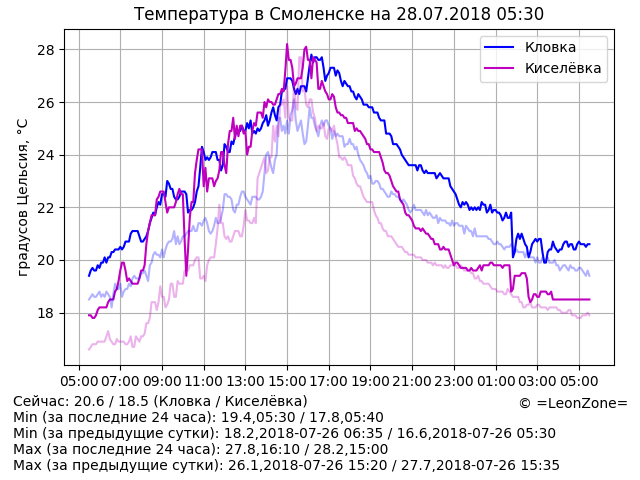 Температура в Смоленске на 28.07.2018 05:30
градусов Цельсия, °C
28
26
24
22
20
18
Кловка
Киселёвка
05:00 07:00 09:00 11:00 13:00 15:00 17:00 19:00 21:00 23:00 01:00 03:00 05:00
Сейчас: 20.6 / 18.5 (Кловка / Киселёвка)
© =LeonZone=
Min (за последние 24 часа): 19.4,05:30 / 17.8,05:40
Min (за предыдущие сутки): 18.2,2018-07-26 06:35 / 16.6,2018-07-26 05:30
Max (за последние 24 часа): 27.8,16:10 / 28.2,15:00
Max (за предыдущие сутки): 26.1,2018-07-26 15:20 / 27.7,2018-07-26 15:35